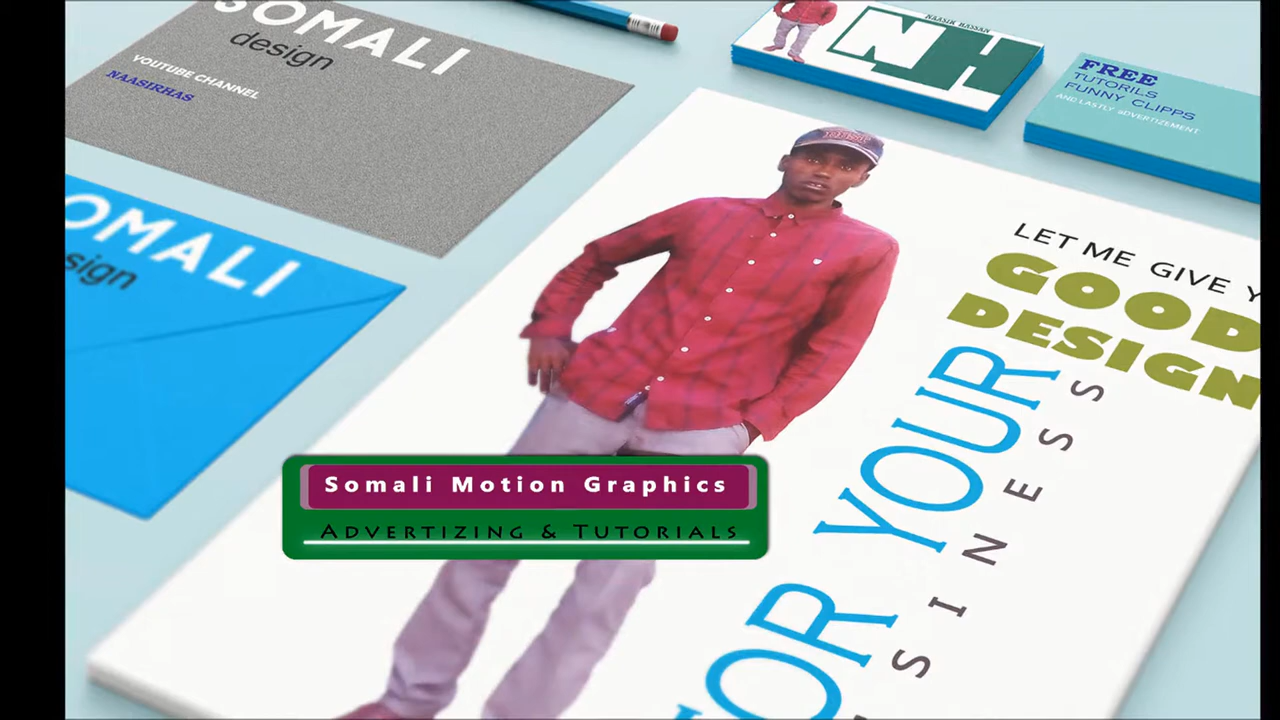 SOMALI
design
YOUTUBE CHANNEL
NAASIRHAS
OMALI
sign
NAASIR HASSAN
NH
FREE
TUTORILS
FUNNY CLIPPS
AND LASTLY aDVERTIZEMENT
LET ME GIVE Y
GOOD
DESIGN
OR YOUR
SINESS
Somali Motion Graphics
Advertizing & Tutorials